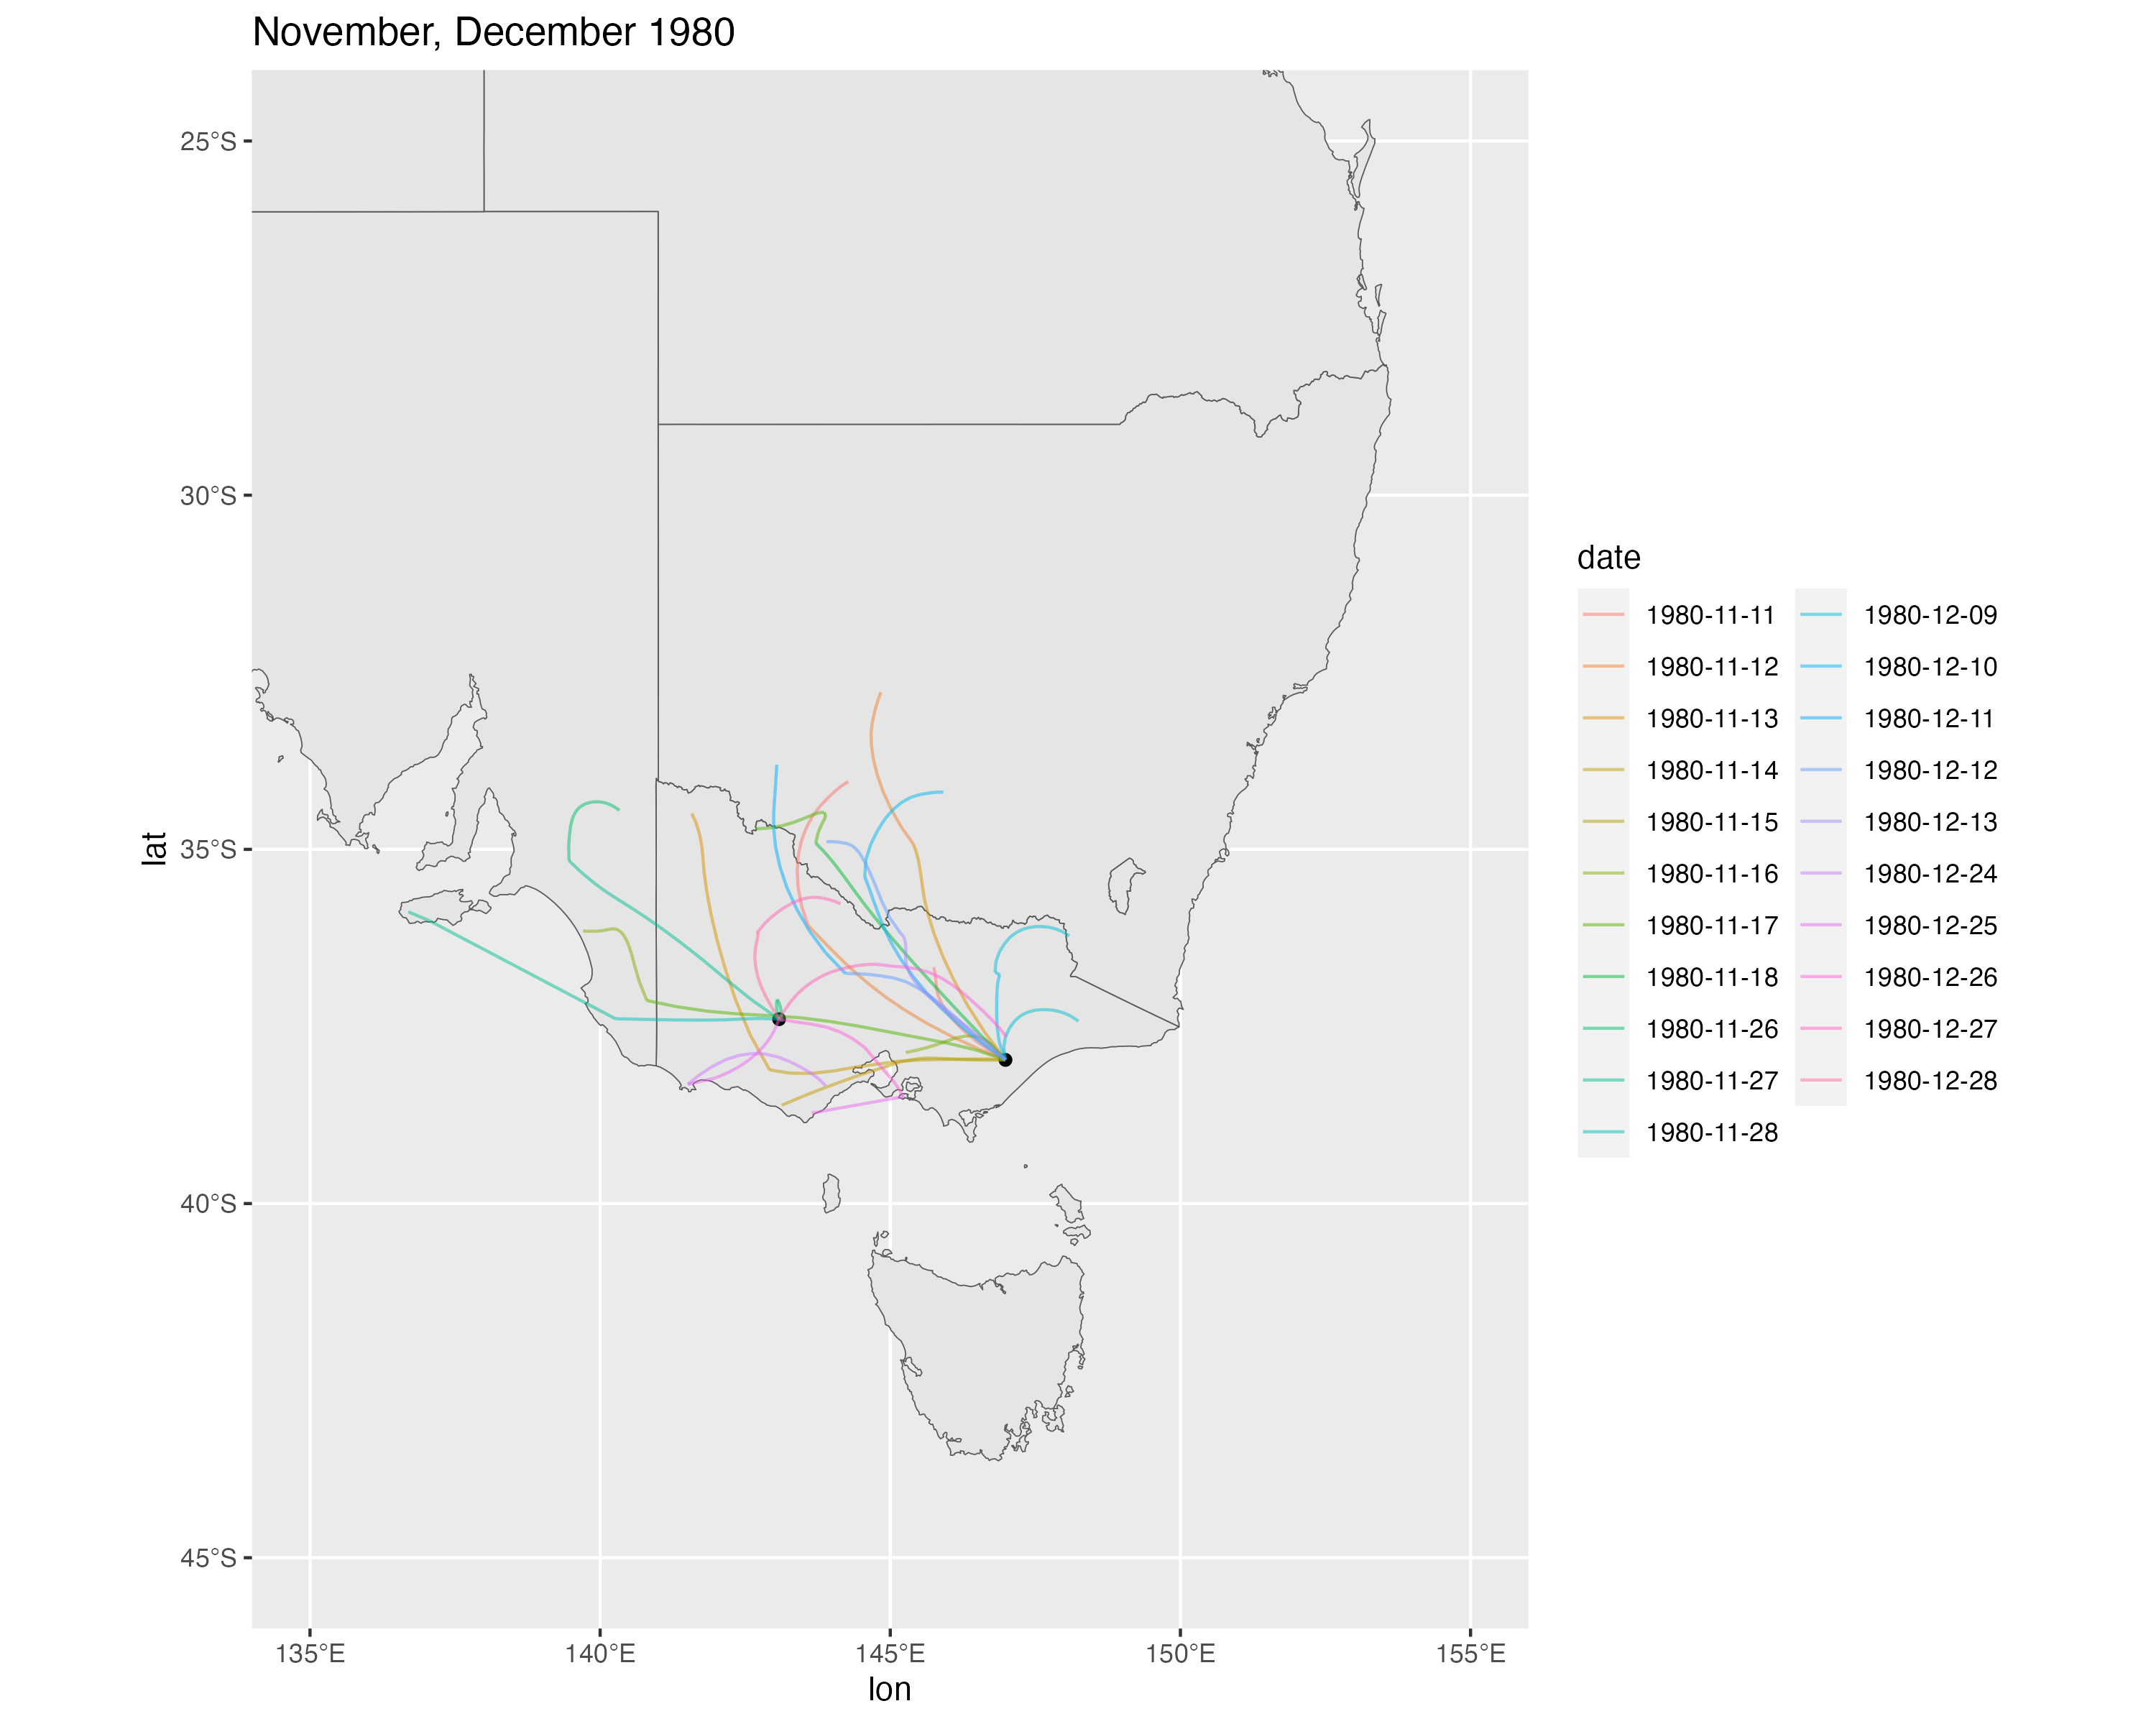 November, December 1980
25°S
30°S
35°S
40°S
45°S
lat
135°E
140°E
145°E
150°E
155°E
lon
date
1980-11-11
1980-11-12
1980-11-13
1980-11-14
1980-11-15
1980-11-16
1980-11-17
1980-11-18
1980-11-26
1980-11-27
1980-11-28
1980-12-09
1980-12-10
1980-12-11
1980-12-12
1980-12-13
1980-12-24
1980-12-25
1980-12-26
1980-12-27
1980-12-28